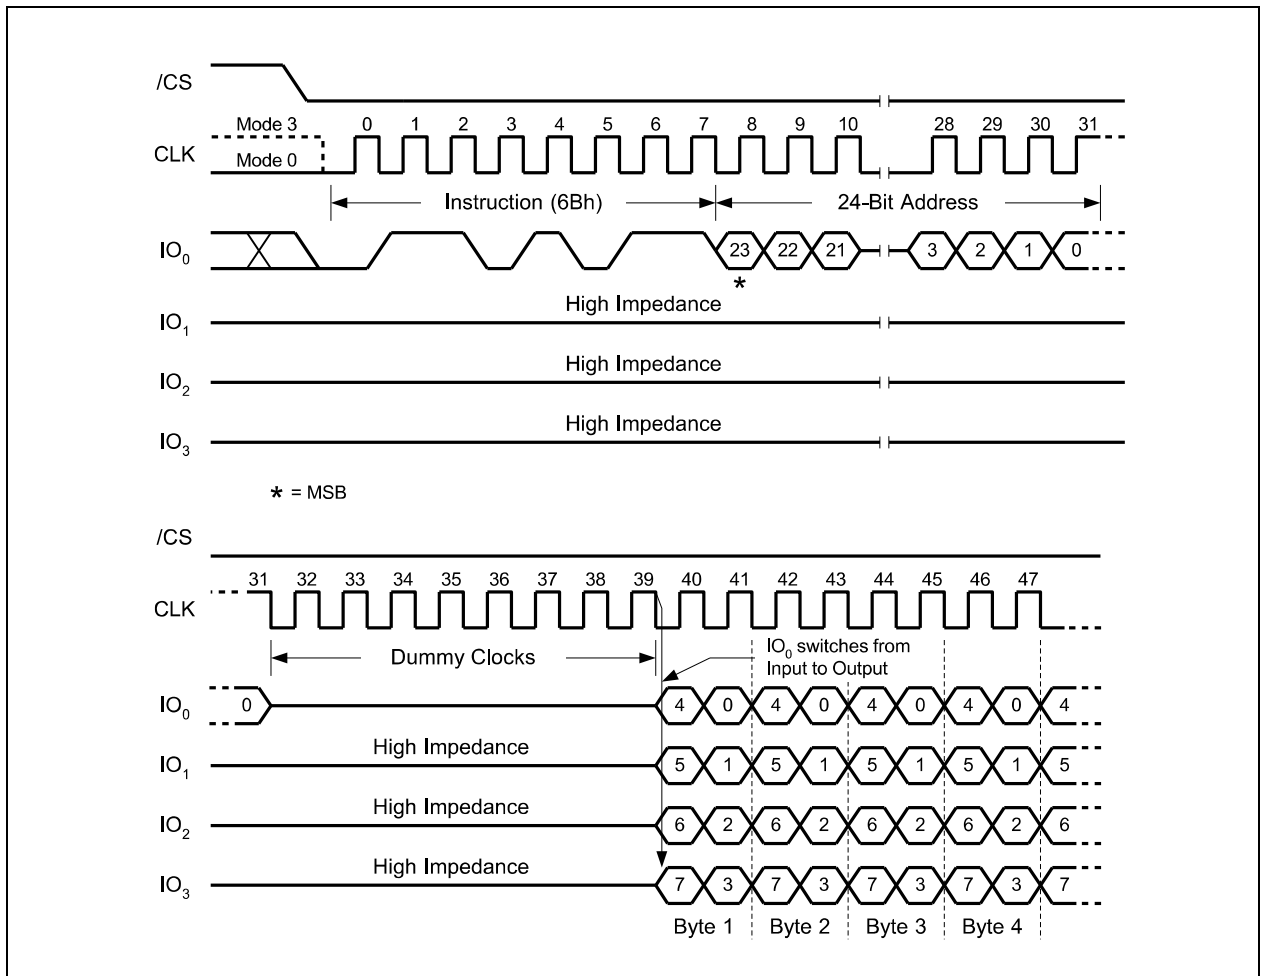 /CS
Mode 3 0 1 2 3 4 5 6 7 8 9 10 28 29 30 31
CLK
Mode 0
Instruction (6Bh) 24-Bit Address
IO0 23 22 21 3 2 1 0
*
High Impedance
IO1
High Impedance
IO2
High Impedance
IO3
* = MSB
/CS
31 32 33 34 35 36 37 38 39 40 41 42 43 44 45 46 47
CLK
Dummy Clocks
IO0 switches from
Input to Output
IO0 0 4 0 4 0 4 0 4 0 4
High Impedance
IO1 5 1 5 1 5 1 5 1 5
High Impedance
IO2 6 2 6 2 6 2 6 2 6
High Impedance
IO3 7 3 7 3 7 3 7 3 7
Byte 1 Byte 2 Byte 3 Byte 4